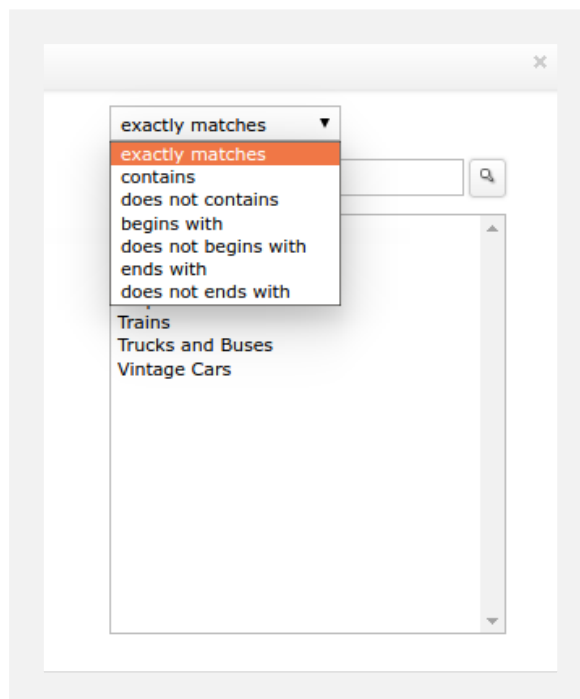 exactly matches
exactly matches
contains
does not contains
begins with
does not begins with
ends with
does not ends with
Trains
Trucks and Buses
Vintage Cars